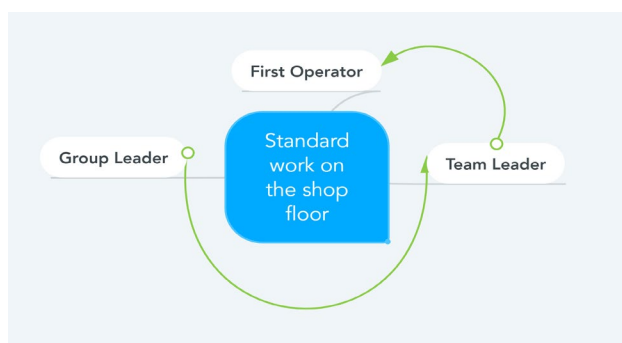 First Operator
Standard
work on
the shop
floor
Group Leader
Team Leader